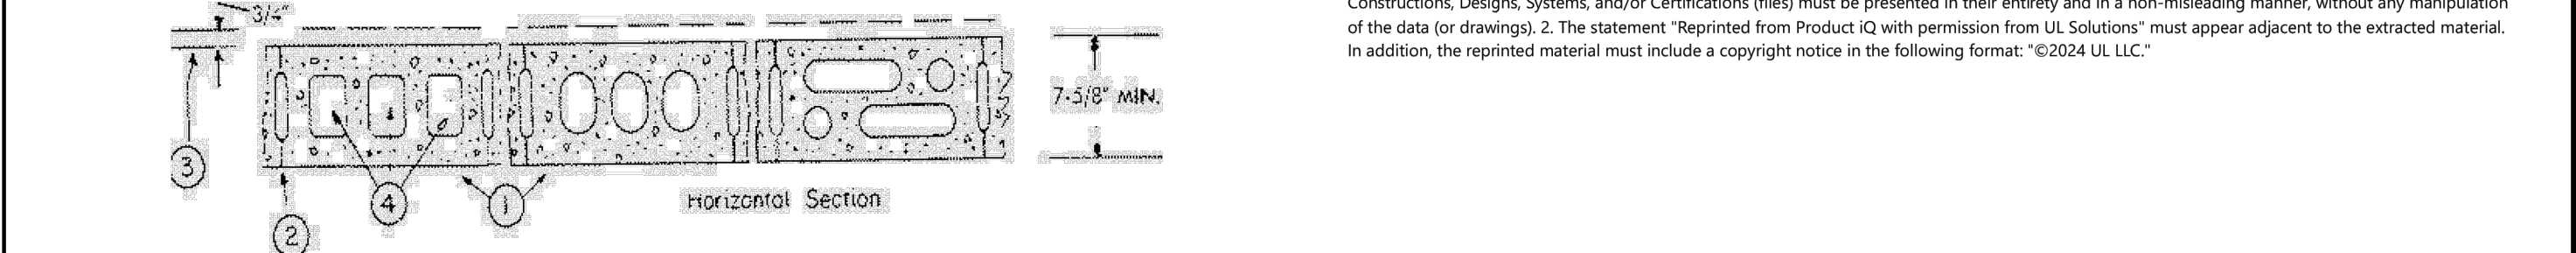 3/4"
7-5/8" MIN.
3
4
1
2
Horizontal Section
Constructions, Designs, Systems, and/or Certifications (files) must be presented in their entirety and in a non-misleading manner, without any manipulation
of the data (or drawings). 2. The statement "Reprinted from Product iQ with permission from UL Solutions" must appear adjacent to the extracted material.
In addition, the reprinted material must include a copyright notice in the following format: "©2024 UL LLC."